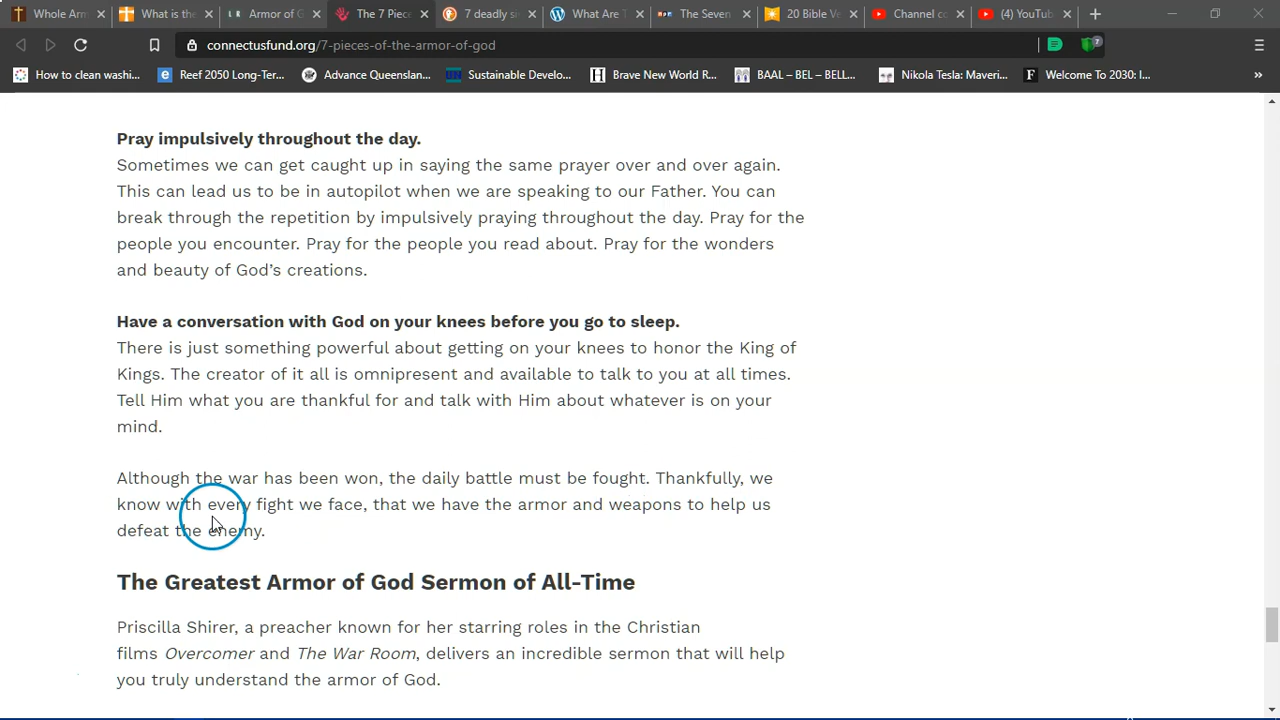 Whole Arm
What is the
Armor of G
The 7 Piece
7 deadly si
What Are T
The Seven
20 Bible Ve
Channel co
(4) YouTub
connectusfund.org/7-pieces-of-the-armor-of-god
7
How to clean washi...
Reef 2050 Long-Ter...
Advance Queenslan...
Sustainable Develo...
Brave New World R...
BAAL – BEL – BELL...
Nikola Tesla: Maveri...
Welcome To 2030: I...
»
Pray impulsively throughout the day.
Sometimes we can get caught up in saying the same prayer over and over again.
This can lead us to be in autopilot when we are speaking to our Father. You can
break through the repetition by impulsively praying throughout the day. Pray for the
people you encounter. Pray for the people you read about. Pray for the wonders
and beauty of God’s creations.
Have a conversation with God on your knees before you go to sleep.
There is just something powerful about getting on your knees to honor the King of
Kings. The creator of it all is omnipresent and available to talk to you at all times.
Tell Him what you are thankful for and talk with Him about whatever is on your
mind.
Although the war has been won, the daily battle must be fought. Thankfully, we
know with every fight we face, that we have the armor and weapons to help us
defeat the enemy.
The Greatest Armor of God Sermon of All-Time
Priscilla Shirer, a preacher known for her starring roles in the Christian
films Overcomer and The War Room, delivers an incredible sermon that will help
you truly understand the armor of God.